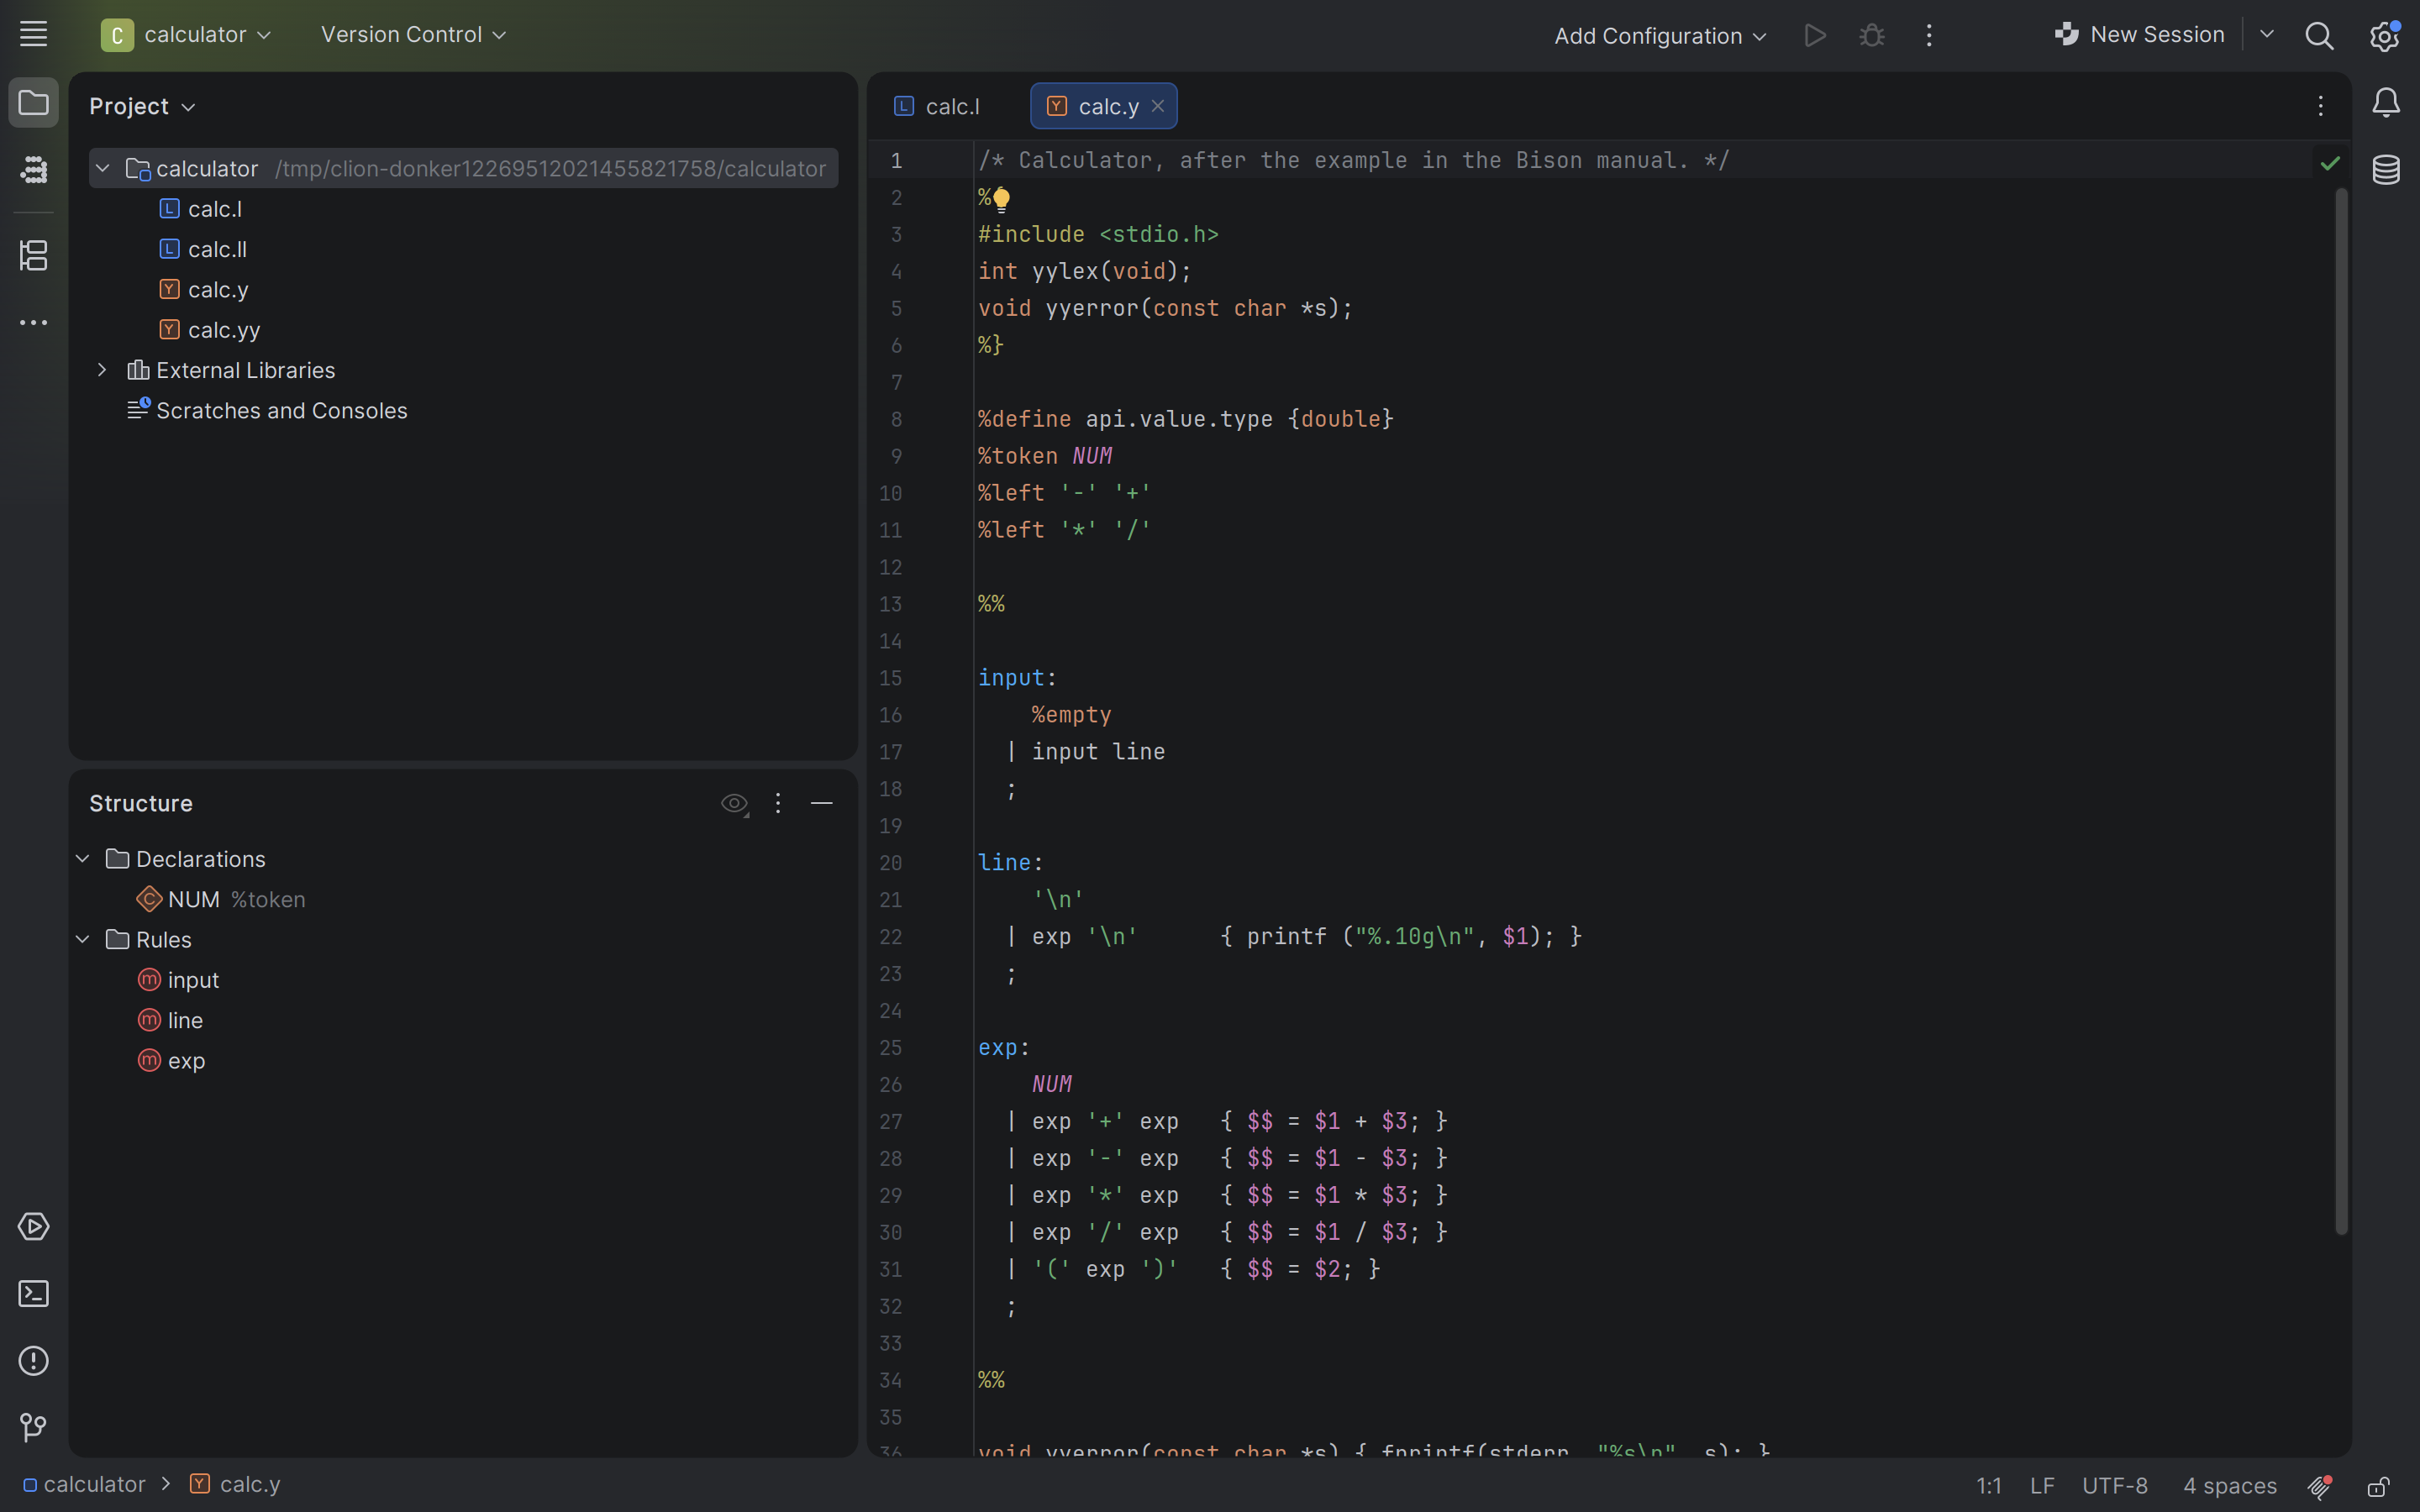 C calculator Version Control Add Configuration New Session
Project
calculator /tmp/clion-donker12269512021455821758/calculator
L calc.l
L calc.ll
Y calc.y
Y calc.yy
External Libraries
Scratches and Consoles
Structure
Declarations
C NUM %token
Rules
m input
m line
m exp
L calc.l Y calc.y
1 /* Calculator, after the example in the Bison manual. */
2 %
3 #include <stdio.h>
4 int yylex(void);
5 void yyerror(const char *s);
6 %}
7
8 %define api.value.type {double}
9 %token NUM
10 %left '-' '+'
11 %left '*' '/'
12
13 %%
14
15 input:
16 %empty
17 | input line
18 ;
19
20 line:
21 '\n'
22 | exp '\n' { printf ("%.10g\n", $1); }
23 ;
24
25 exp:
26 NUM
27 | exp '+' exp { $$ = $1 + $3; }
28 | exp '-' exp { $$ = $1 - $3; }
29 | exp '*' exp { $$ = $1 * $3; }
30 | exp '/' exp { $$ = $1 / $3; }
31 | '(' exp ')' { $$ = $2; }
32 ;
33
34 %%
35
36 void yyerror(const char *s) { fprintf(stderr, "%s\n", s); }
calculator Y calc.y 1:1 LF UTF-8 4 spaces